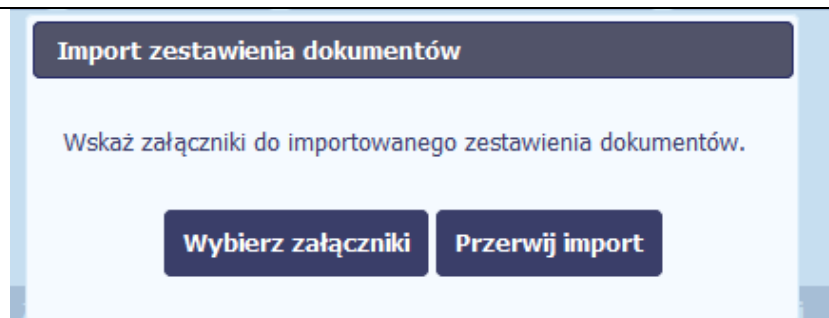 Import zestawienia dokumentów
Wskaż załączniki do importowanego zestawienia dokumentów.
Wybierz załączniki Przerwij import